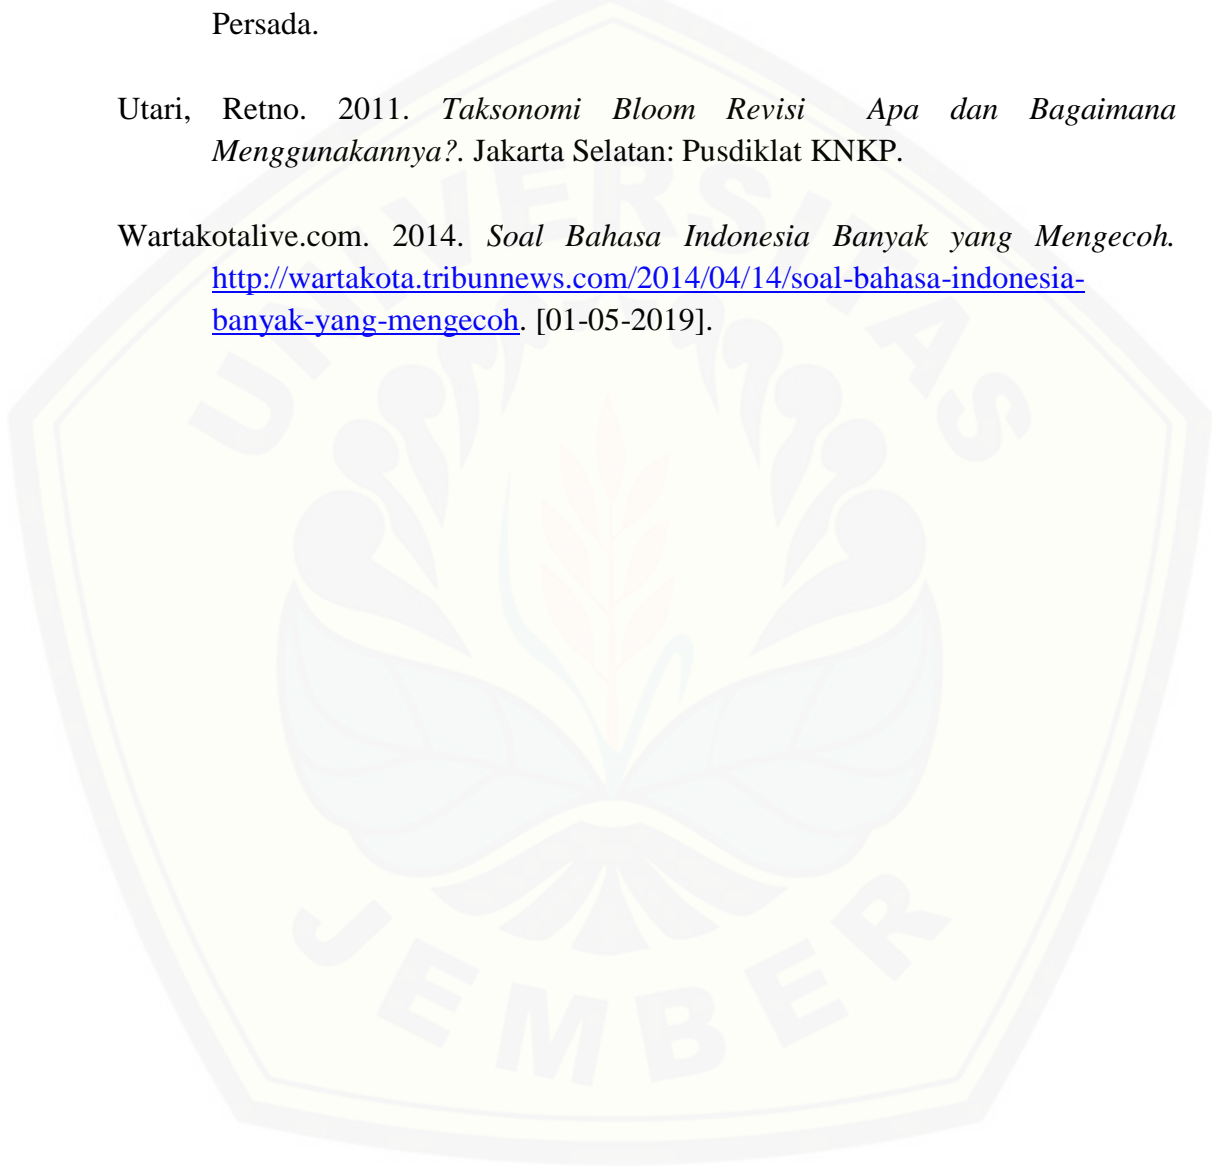 Persada.
Utari, Retno. 2011. Taksonomi Bloom Revisi Apa dan Bagaimana
Menggunakannya?. Jakarta Selatan: Pusdiklat KNKP.
Wartakotalive.com. 2014. Soal Bahasa Indonesia Banyak yang Mengecoh.
http://wartakota.tribunnews.com/2014/04/14/soal-bahasa-indonesia-
banyak-yang-mengecoh. [01-05-2019].
UNIVERSITAS
JEMBER